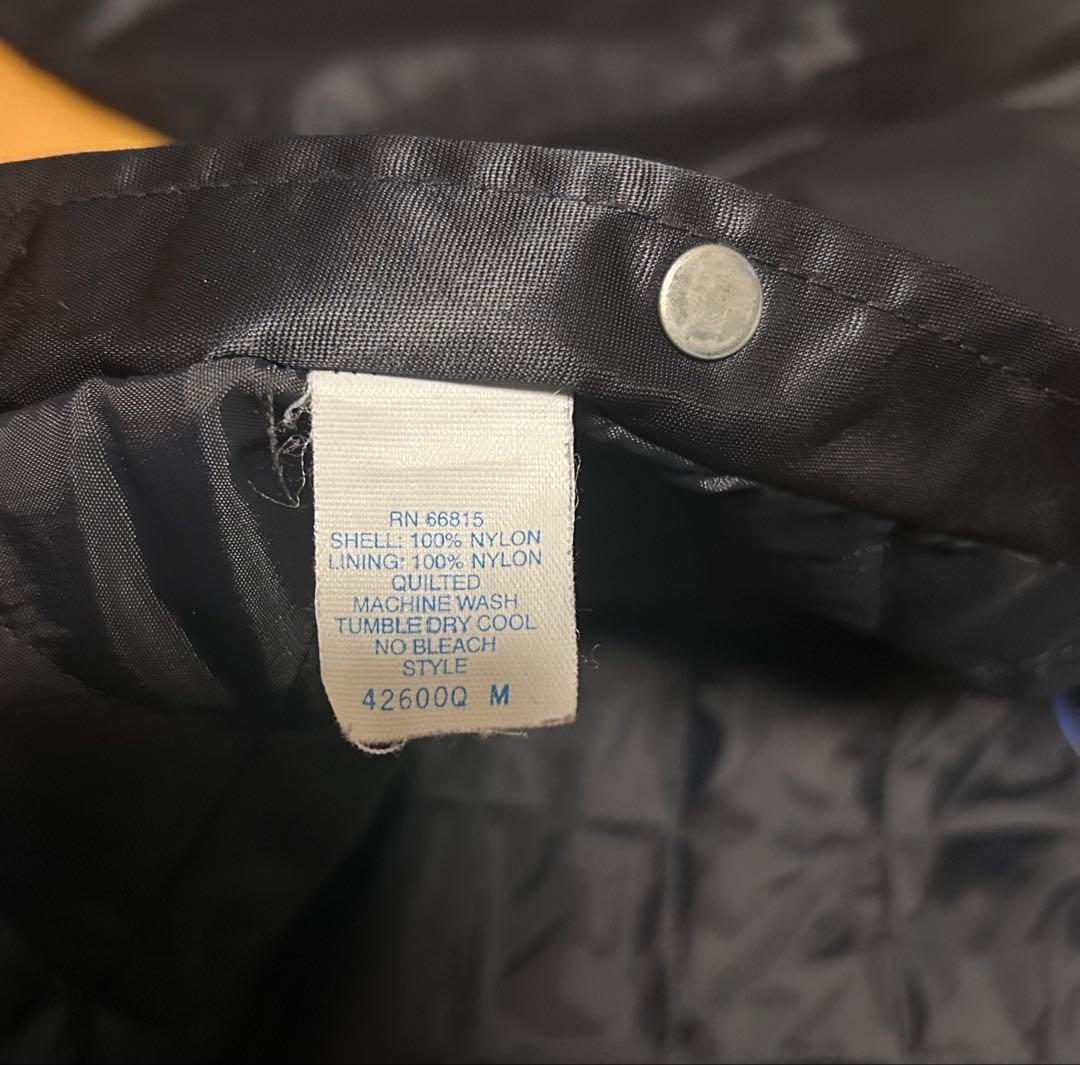 RN 66815
SHELL: 100% NYLON
LINING: 100% NYLON
QUILTED
MACHINE WASH
TUMBLE DRY COOL
NO BLEACH
STYLE
42600Q M